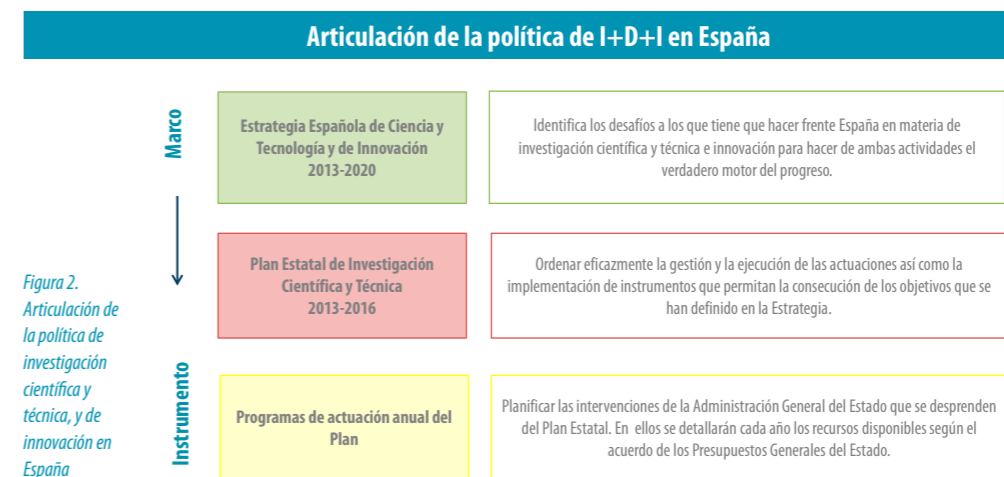 Articulación de la política de I+D+I en España
Marco
Estrategia Española de Ciencia y
Tecnología y de Innovación
2013-2020
Identifica los desafíos a los que tiene que hacer frente España en materia de
investigación científica y técnica e innovación para hacer de ambas actividades el
verdadero motor del progreso.
Plan Estatal de Investigación
Científica y Técnica
2013-2016
Ordenar eficazmente la gestión y la ejecución de las actuaciones así como la
implementación de instrumentos que permitan la consecución de los objetivos que se
han definido en la Estrategia.
Figura 2.
Articulación de
la política de
investigación
científica y
técnica, y de
innovación en
España
Instrumento
Programas de actuación anual del
Plan
Planificar las intervenciones de la Administración General del Estado que se desprenden
del Plan Estatal. En ellos se detallarán cada año los recursos disponibles según el
acuerdo de los Presupuestos Generales del Estado.